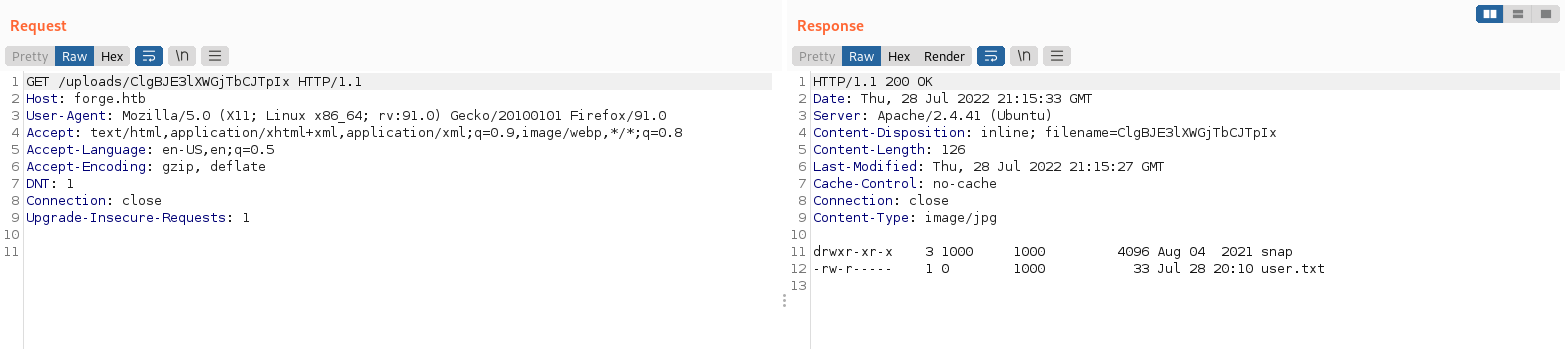 Request
Pretty Raw Hex \n
1 GET /uploads/ClgBJE3lXWGjTbCJTpIx HTTP/1.1
2 Host: forge.htb
3 User-Agent: Mozilla/5.0 (X11; Linux x86_64; rv:91.0) Gecko/20100101 Firefox/91.0
4 Accept: text/html,application/xhtml+xml,application/xml;q=0.9,image/webp,*/*;q=0.8
5 Accept-Language: en-US,en;q=0.5
6 Accept-Encoding: gzip, deflate
7 DNT: 1
8 Connection: close
9 Upgrade-Insecure-Requests: 1
10
11
Response
Pretty Raw Hex Render \n
1 HTTP/1.1 200 OK
2 Date: Thu, 28 Jul 2022 21:15:33 GMT
3 Server: Apache/2.4.41 (Ubuntu)
4 Content-Disposition: inline; filename=ClgBJE3lXWGjTbCJTpIx
5 Content-Length: 126
6 Last-Modified: Thu, 28 Jul 2022 21:15:27 GMT
7 Cache-Control: no-cache
8 Connection: close
9 Content-Type: image/jpg
10
11 drwxr-xr-x    3 1000     1000         4096 Aug 04  2021 snap
12 -rw-r-----    1 0        1000           33 Jul 28 20:10 user.txt
13